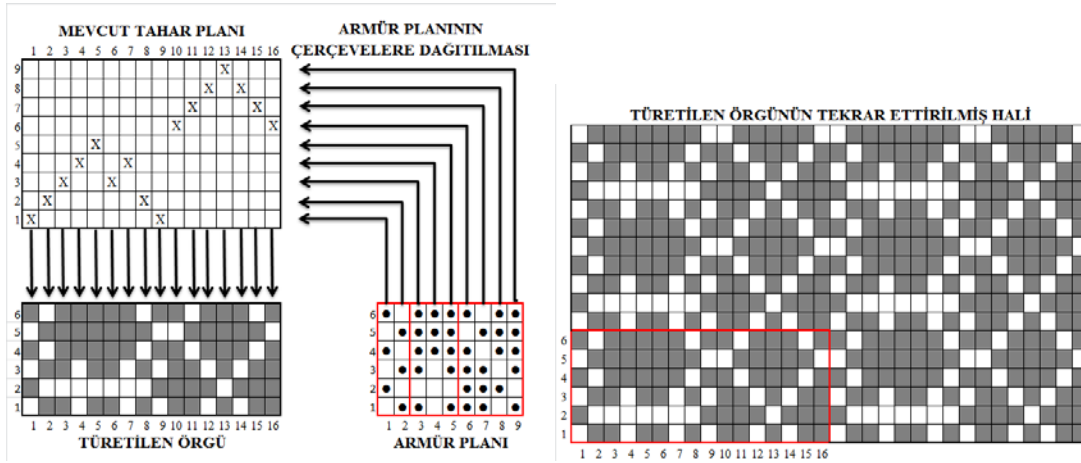 MEVCUT TAHAR PLANI
1 2 3 4 5 6 7 8 9 10 11 12 13 14 15 16
9 X
8 X X
7 X X
6 X X
5 X
4 X X
3 X X
2 X X
1 X X
ARMÜR PLANININ
ÇERÇEVELERE DAĞITILMASI
6
5
4
3
2
1
1 2 3 4 5 6 7 8 9 10 11 12 13 14 15 16
TÜRETİLEN ÖRGÜ
6
5
4
3
2
1
1 2 3 4 5 6 7 8 9
ARMÜR PLANI
TÜRETİLEN ÖRGÜNÜN TEKRAR ETTİRİLMİŞ HALİ
6
5
4
3
2
1
1 2 3 4 5 6 7 8 9 10 11 12 13 14 15 16